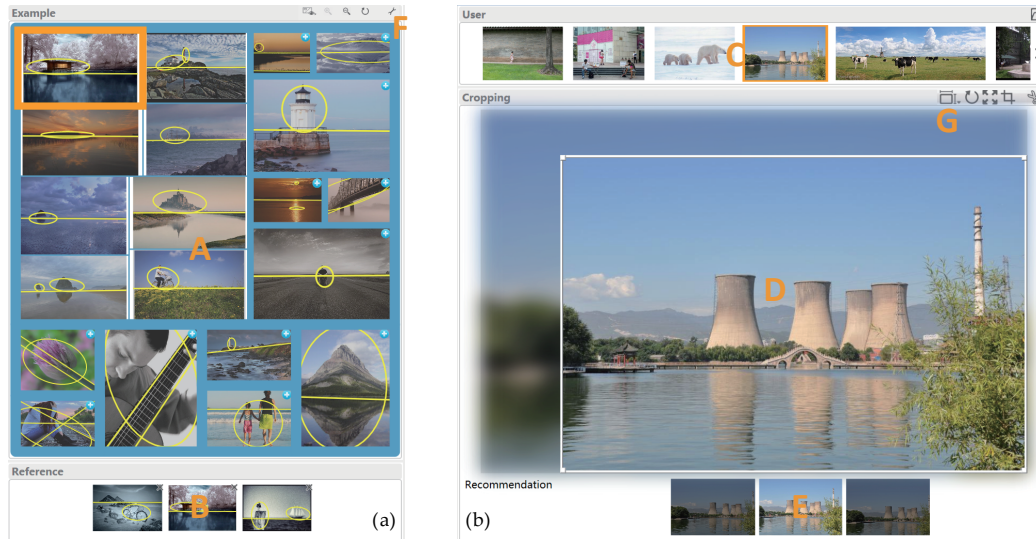 Example
F
A
Reference
B
(a)
User
C
Cropping
G
D
Recommendation
E
(b)